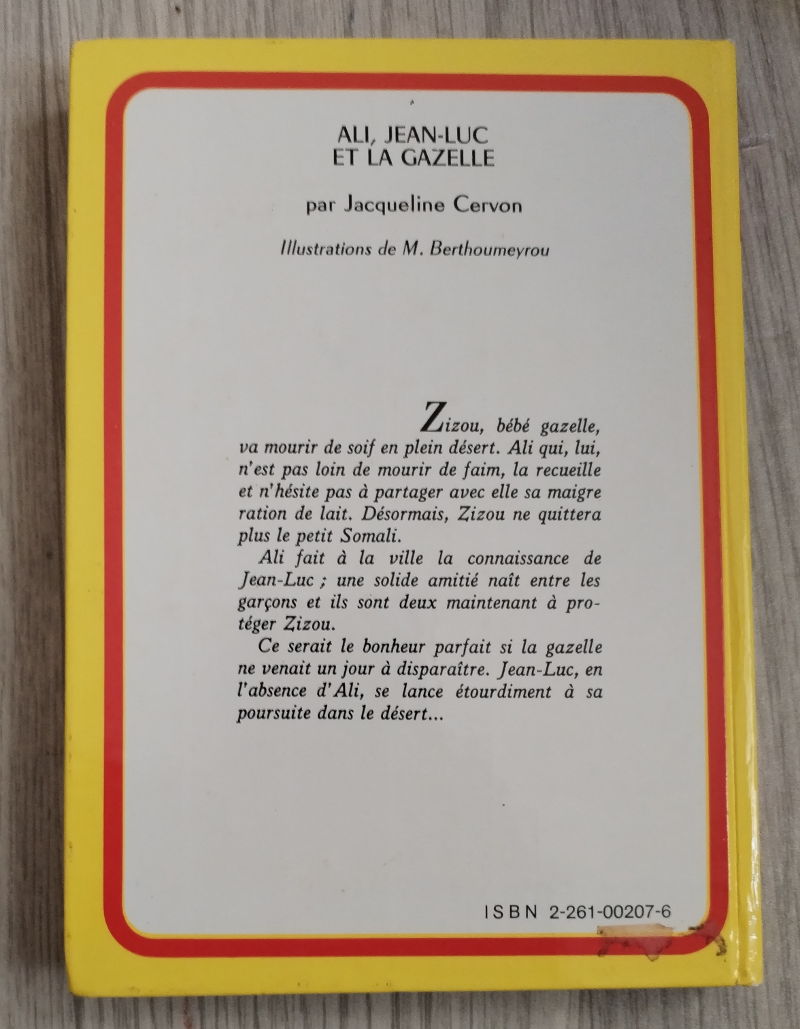 ALI, JEAN-LUC
ET LA GAZELLE
par Jacqueline Cervon
Illustrations de M. Berthoumeyrou
Zizou, bébé gazelle,
va mourir de soif en plein désert. Ali qui, lui,
n'est pas loin de mourir de faim, la recueille
et n'hésite pas à partager avec elle sa maigre
ration de lait. Désormais, Zizou ne quittera
plus le petit Somali.
Ali fait à la ville la connaissance de
Jean-Luc ; une solide amitié naît entre les
garçons et ils sont deux maintenant à pro-
téger Zizou.
Ce serait le bonheur parfait si la gazelle
ne venait un jour à disparaître. Jean-Luc, en
l'absence d'Ali, se lance étourdiment à sa
poursuite dans le désert...
ISBN 2-261-00207-6